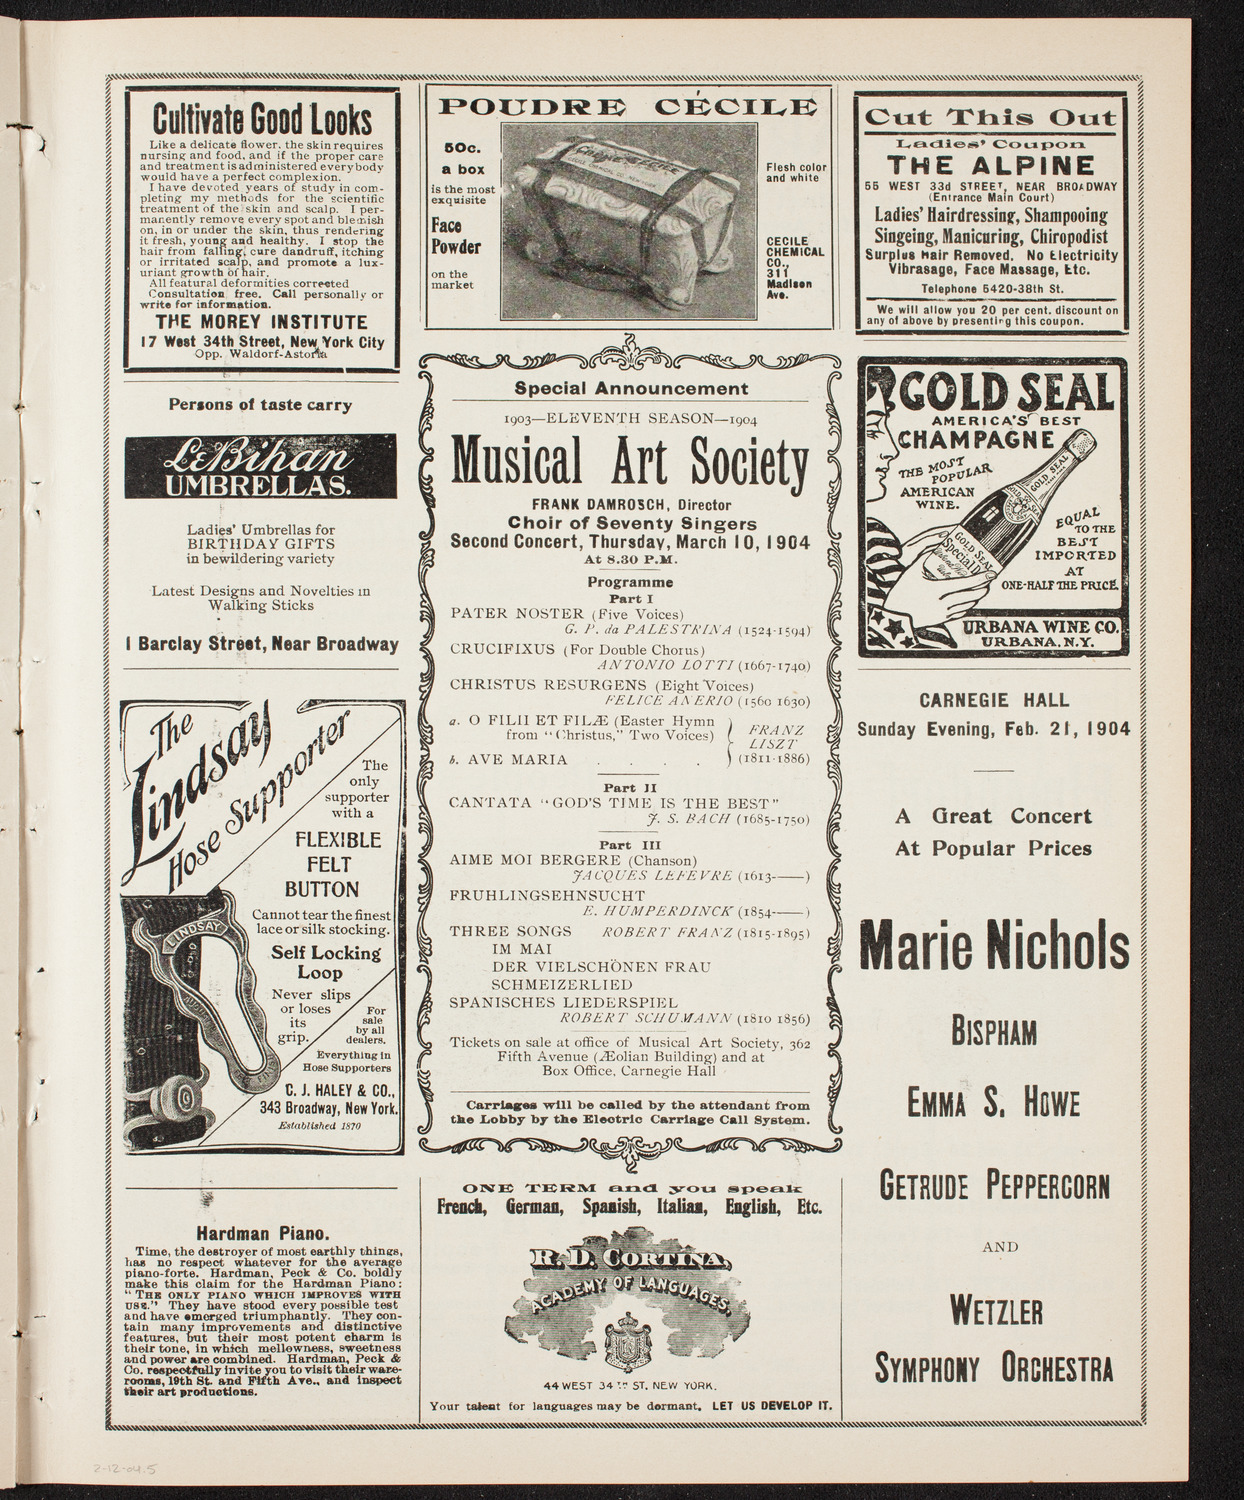 Cultivate Good Looks
Like a delicate flower, the skin requires
nursing and food, and if the proper care
and treatment is administered everybody
would have a perfect complexion.
I have devoted years of study in com-
pleting my methods for the scientific
treatment of the skin and scalp. I per-
manently remove every spot and blemish
on, in or under the skin, thus rendering
it fresh, young and healthy. I stop the
hair from falling, cure dandruff, itching
or irritated scalp, and promote a lux-
uriant growth of hair.
All featural deformities corrected
Consultation free. Call personally or
write for information.
THE MOREY INSTITUTE
17 West 34th Street, New York City
Opp. Waldorf-Astoria
Persons of taste carry
LeBihan
UMBRELLAS.
Ladies' Umbrellas for
BIRTHDAY GIFTS
in bewildering variety
Latest Designs and Novelties in
Walking Sticks
1 Barclay Street, Near Broadway
The
Lindsay
Hose Supporter
The
only
supporter
with a
FLEXIBLE
FELT
BUTTON
Cannot tear the finest
lace or silk stocking.
Self Locking
Loop
Never slips
or loses
its
grip.
For
sale
by all
dealers.
Everything in
Hose Supporters
C. J. HALEY & CO.,
343 Broadway, New York.
Established 1870
LINDSAY
Hardman Piano.
Time, the destroyer of most earthly things,
has no respect whatever for the average
piano-forte. Hardman, Peck & Co. boldly
make this claim for the Hardman Piano:
"THE ONLY PIANO WHICH IMPROVES WITH
USE." They have stood every possible test
and have emerged triumphantly. They con-
tain many improvements and distinctive
features, but their most potent charm is
their tone, in which mellowness, sweetness
and power are combined. Hardman, Peck &
Co. respectfully invite you to visit their ware-
rooms, 19th St. and Fifth Ave., and inspect
their art productions.
POUDRE CÉCILE
50c.
a box
is the most
exquisite
Face
Powder
on the
market
Flesh color
and white
CECILE
CHEMICAL
CO.,
311
Madison
Ave.
Special Announcement
1903—ELEVENTH SEASON—1904
Musical Art Society
FRANK DAMROSCH, Director
Choir of Seventy Singers
Second Concert, Thursday, March 10, 1904
At 8.30 P.M.
Programme
Part I
PATER NOSTER (Five Voices)
G. P. da PALESTRINA (1524-1594)
CRUCIFIXUS (For Double Chorus)
ANTONIO LOTTI (1667-1740)
CHRISTUS RESURGENS (Eight Voices)
FELICE ANERIO (1560 1630)
a. O FILII ET FILÆ (Easter Hymn
from "Christus," Two Voices)
b. AVE MARIA . . . .
FRANZ
LISZT
(1811-1886)
Part II
CANTATA "GOD'S TIME IS THE BEST"
J. S. BACH (1685-1750)
Part III
AIME MOI BERGERE (Chanson)
JACQUES LEFEVRE (1613-——)
FRUHLINGSEHNSUCHT
E. HUMPERDINCK (1854-——)
THREE SONGS ROBERT FRANZ (1815-1895)
IM MAI
DER VIELSCHÖNEN FRAU
SCHMEIZERLIED
SPANISCHES LIEDERSPIEL
ROBERT SCHUMANN (1810 1856)
Tickets on sale at office of Musical Art Society, 362
Fifth Avenue (Æolian Building) and at
Box Office, Carnegie Hall
Carriages will be called by the attendant from
the Lobby by the Electric Carriage Call System.
ONE TERM and you speak
French, German, Spanish, Italian, English, Etc.
R. D. CORTINA
ACADEMY OF LANGUAGES.
44 WEST 34TH ST. NEW YORK.
Your talent for languages may be dormant. LET US DEVELOP IT.
Cut This Out
Ladies' Coupon
THE ALPINE
55 WEST 33d STREET, NEAR BROADWAY
(Entrance Main Court)
Ladies' Hairdressing, Shampooing
Singeing, Manicuring, Chiropodist
Surplus Hair Removed. No Electricity
Vibrasage, Face Massage, Etc.
Telephone 5420-38th St.
We will allow you 20 per cent. discount on
any of above by presenting this coupon.
GOLD SEAL
AMERICA'S BEST
CHAMPAGNE
THE MOST
POPULAR
AMERICAN
WINE.
GOLD SEAL
GOLD SEAL
Special Dry
EQUAL
TO THE
BEST
IMPORTED
AT
ONE-HALF THE PRICE.
URBANA WINE CO.
URBANA, N.Y.
CARNEGIE HALL
Sunday Evening, Feb. 21, 1904
A Great Concert
At Popular Prices
Marie Nichols
BISPHAM
EMMA S. HOWE
GETRUDE PEPPERCORN
AND
WETZLER
SYMPHONY ORCHESTRA
2-12-04.5